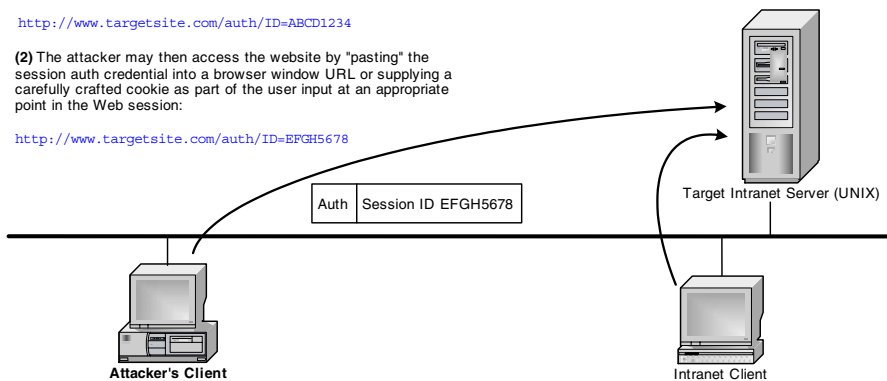 http://www.targetsite.com/auth/ID=ABCD1234
(2) The attacker may then access the website by "pasting" the
session auth credential into a browser window URL or supplying a
carefully crafted cookie as part of the user input at an appropriate
point in the Web session:
http://www.targetsite.com/auth/ID=EFGH5678
Auth Session ID EFGH5678
Target Intranet Server (UNIX)
Attacker's Client
Intranet Client